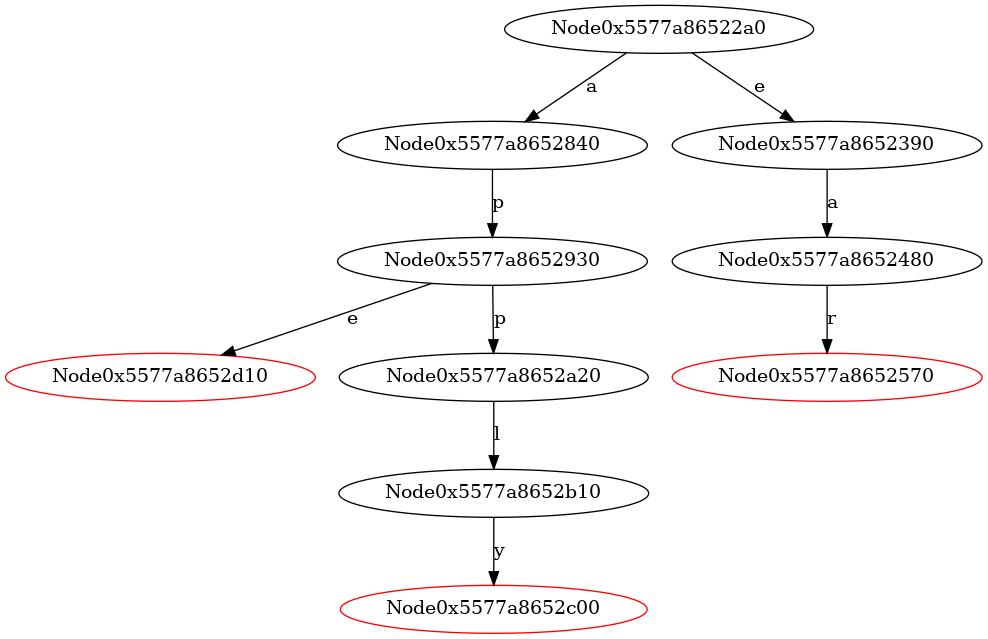 Node0x5577a86522a0
a
e
Node0x5577a8652840
Node0x5577a8652390
p
a
Node0x5577a8652930
Node0x5577a8652480
e
p
r
Node0x5577a8652d10
Node0x5577a8652a20
Node0x5577a8652570
l
Node0x5577a8652b10
y
Node0x5577a8652c00